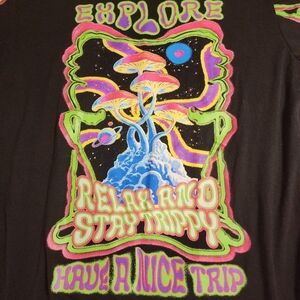 EXPLORE
RELAX AND
STAY TRIPPY
HAVE A NICE TRIP